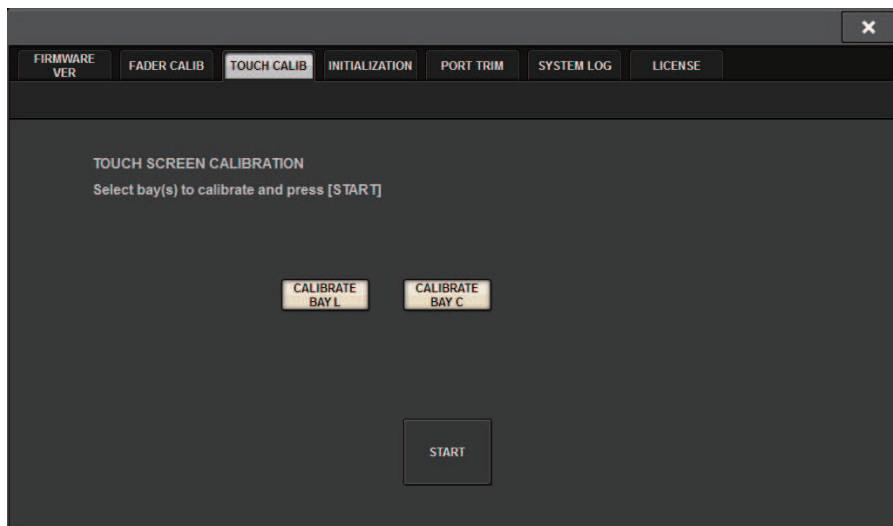 FIRMWARE
VER
FADER CALIB
TOUCH CALIB
INITIALIZATION
PORT TRIM
SYSTEM LOG
LICENSE
TOUCH SCREEN CALIBRATION
Select bay(s) to calibrate and press [START]
CALIBRATE
BAY L
CALIBRATE
BAY C
START